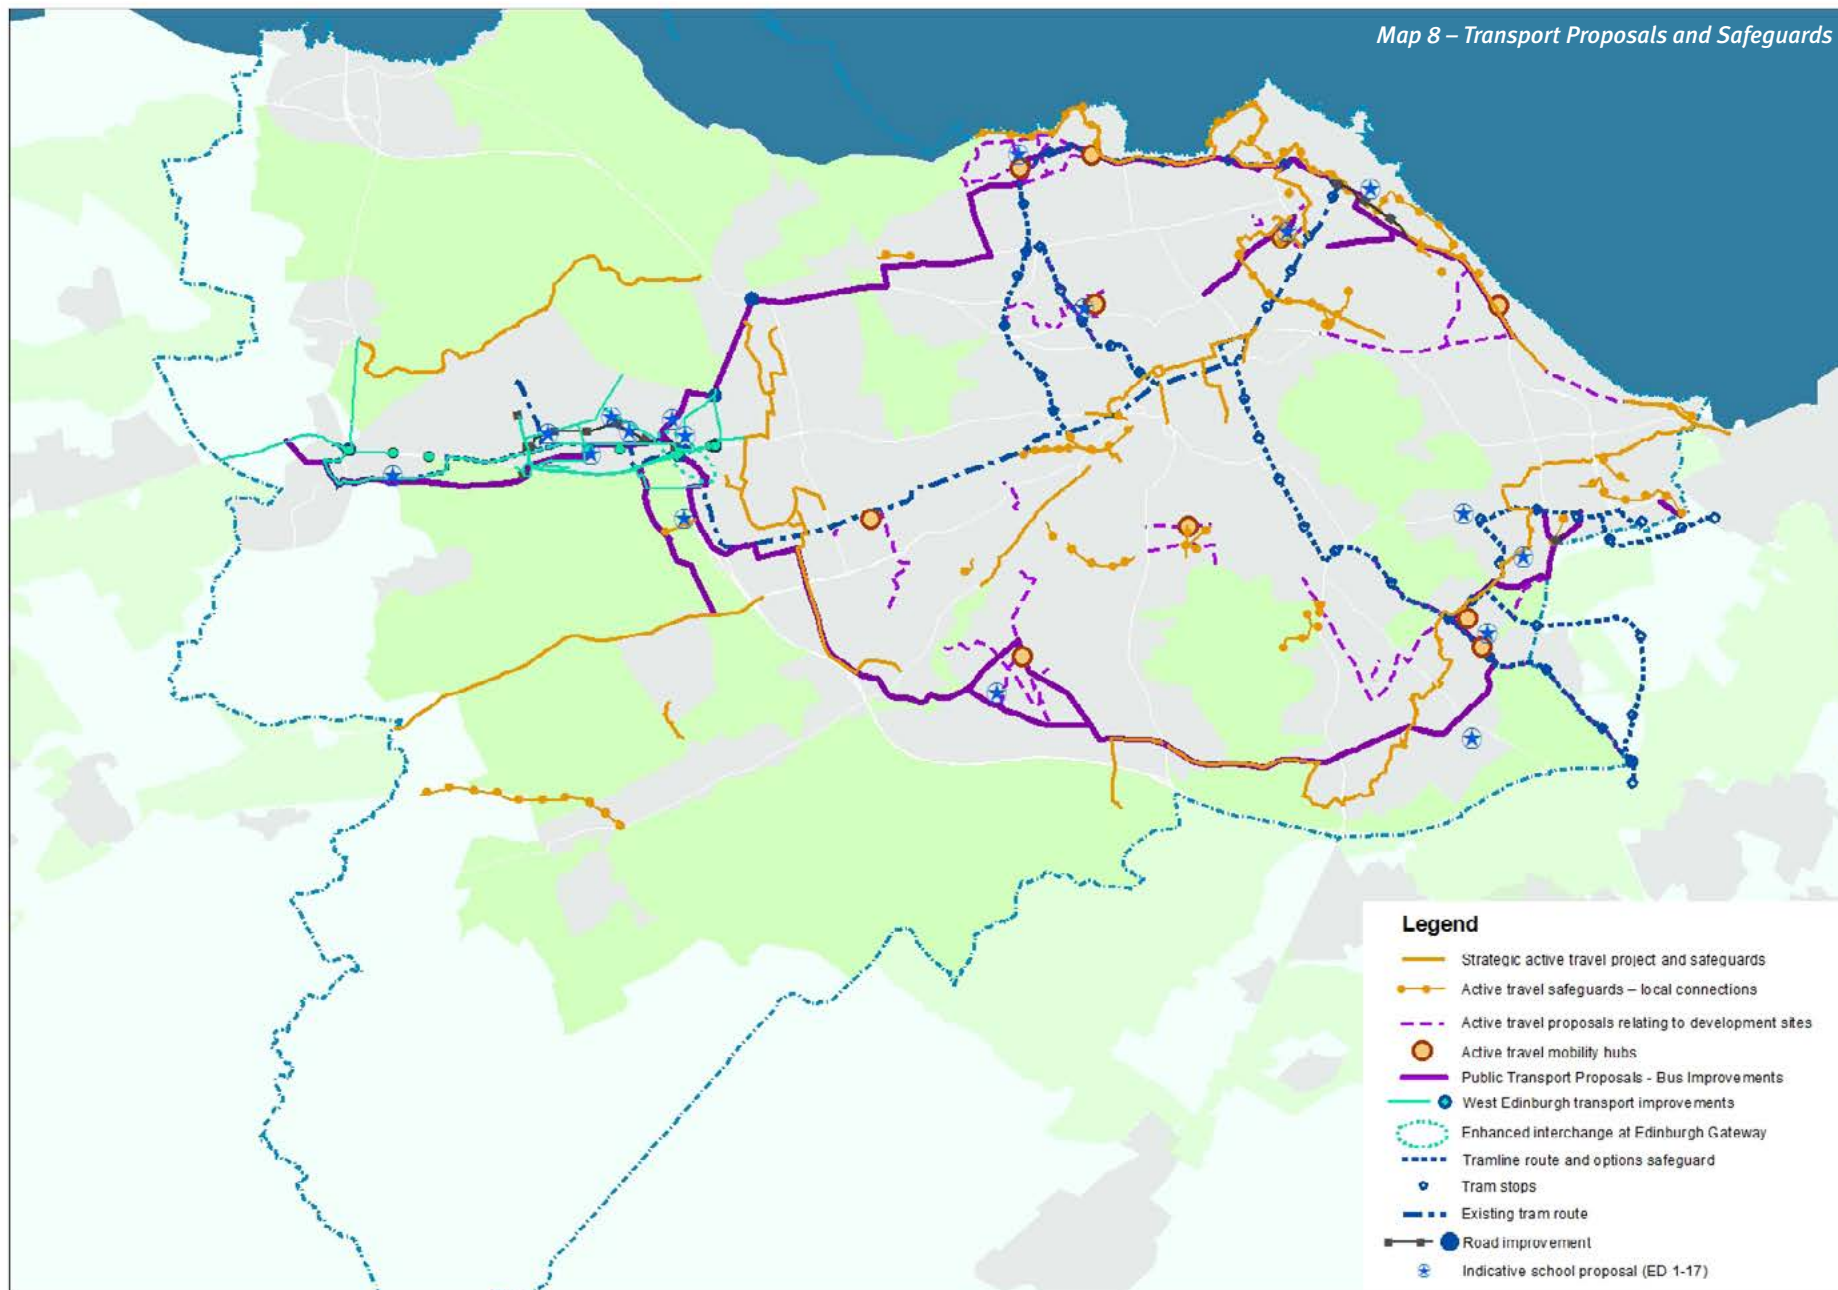 Map 8 – Transport Proposals and Safeguards
Legend
Strategic active travel project and safeguards
Active travel safeguards – local connections
Active travel proposals relating to development sites
Active travel mobility hubs
Public Transport Proposals - Bus Improvements
West Edinburgh transport improvements
Enhanced interchange at Edinburgh Gateway
Tramline route and options safeguard
Tram stops
Existing tram route
Road improvement
Indicative school proposal (ED 1-17)